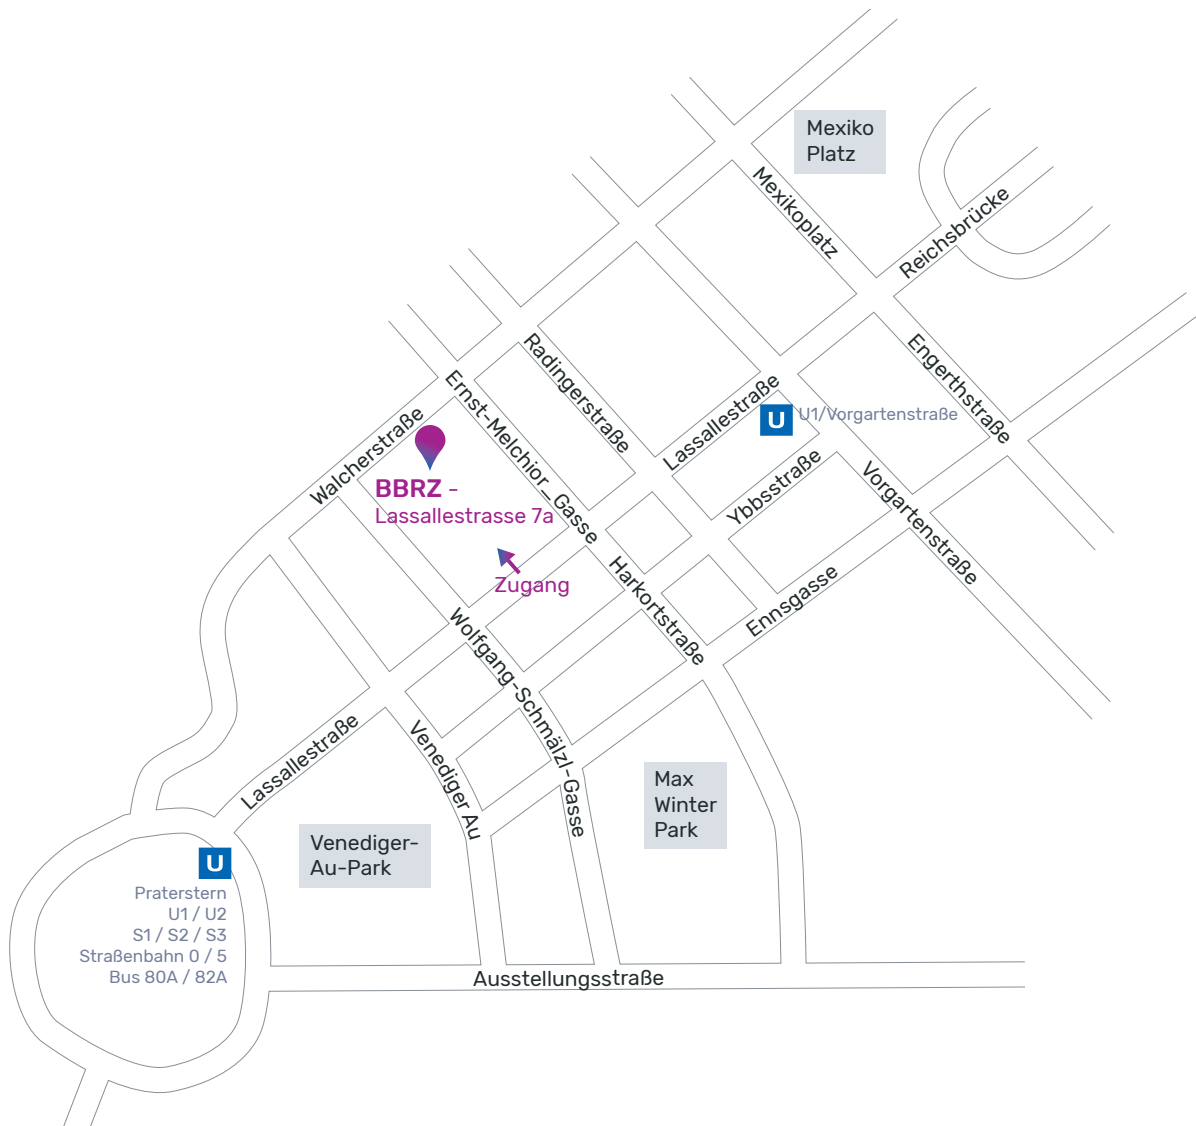 Mexiko
Platz
Mexikoplatz
Reichsbrücke
Radingerstraße
Engerthstraße
Ernst-Melchior_Gasse
Lassallestraße
U
U1/Vorgartenstraße
Walcherstraße
BBRZ -
Lassallestrasse 7a
Ybbsstraße
Vorgartenstraße
Zugang
Harkortstraße
Ennsgasse
Wolfgang-Schmälzl-Gasse
Lassallestraße
Venediger Au
Max
Winter
Park
Venediger-
Au-Park
U
Praterstern
U1 / U2
S1 / S2 / S3
Straßenbahn 0 / 5
Bus 80A / 82A
Ausstellungsstraße